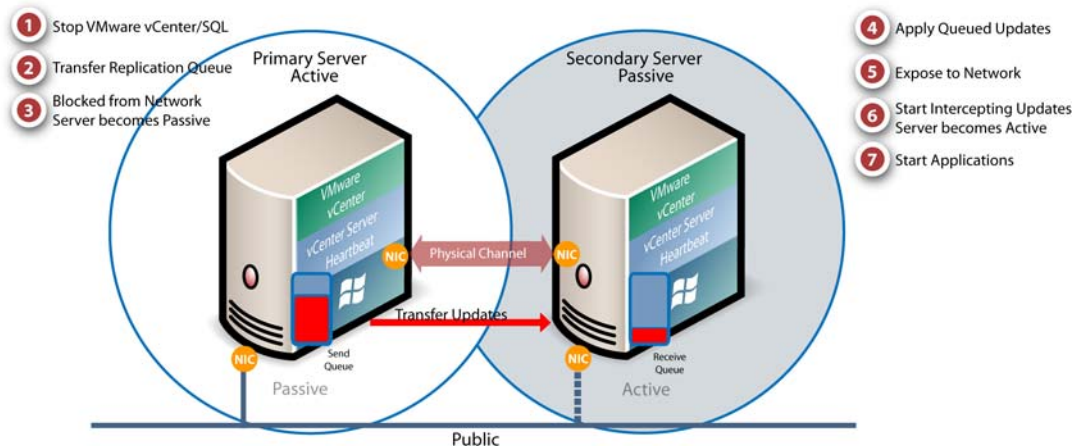 1 Stop VMware vCenter/SQL
2 Transfer Replication Queue
3 Blocked from Network
Server becomes Passive
Primary Server
Active
Secondary Server
Passive
4 Apply Queued Updates
5 Expose to Network
6 Start Intercepting Updates
Server becomes Active
7 Start Applications
VMware
vCenter
vCenter Server
Heartbeat
NIC
Physical Channel
NIC
VMware
vCenter
vCenter Server
Heartbeat
Transfer Updates
Send
Queue
Receive
Queue
NIC
NIC
Passive
Active
Public